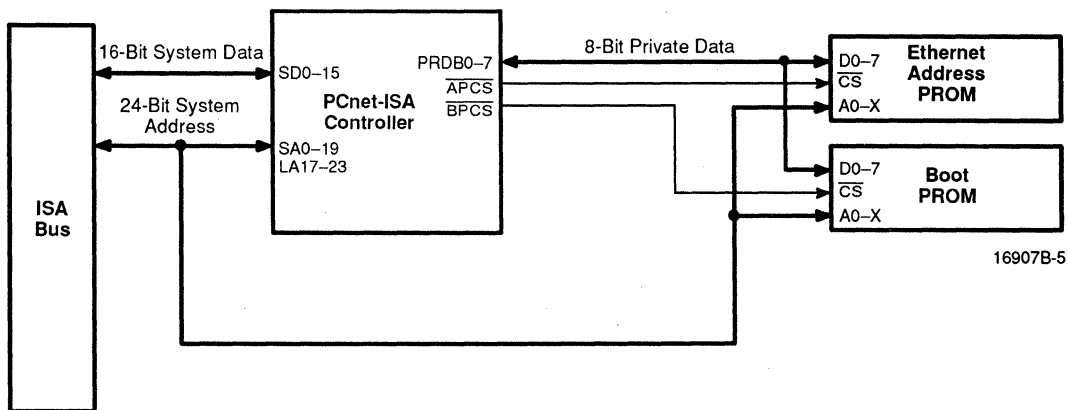 16-Bit System Data
24-Bit System
Address
ISA
Bus
SD0–15
SA0–19
LA17–23
PCnet-ISA
Controller
PRDB0–7
APCS
BPCS
8-Bit Private Data
D0–7
CS
A0–X
Ethernet
Address
PROM
D0–7
CS
A0–X
Boot
PROM
16907B-5